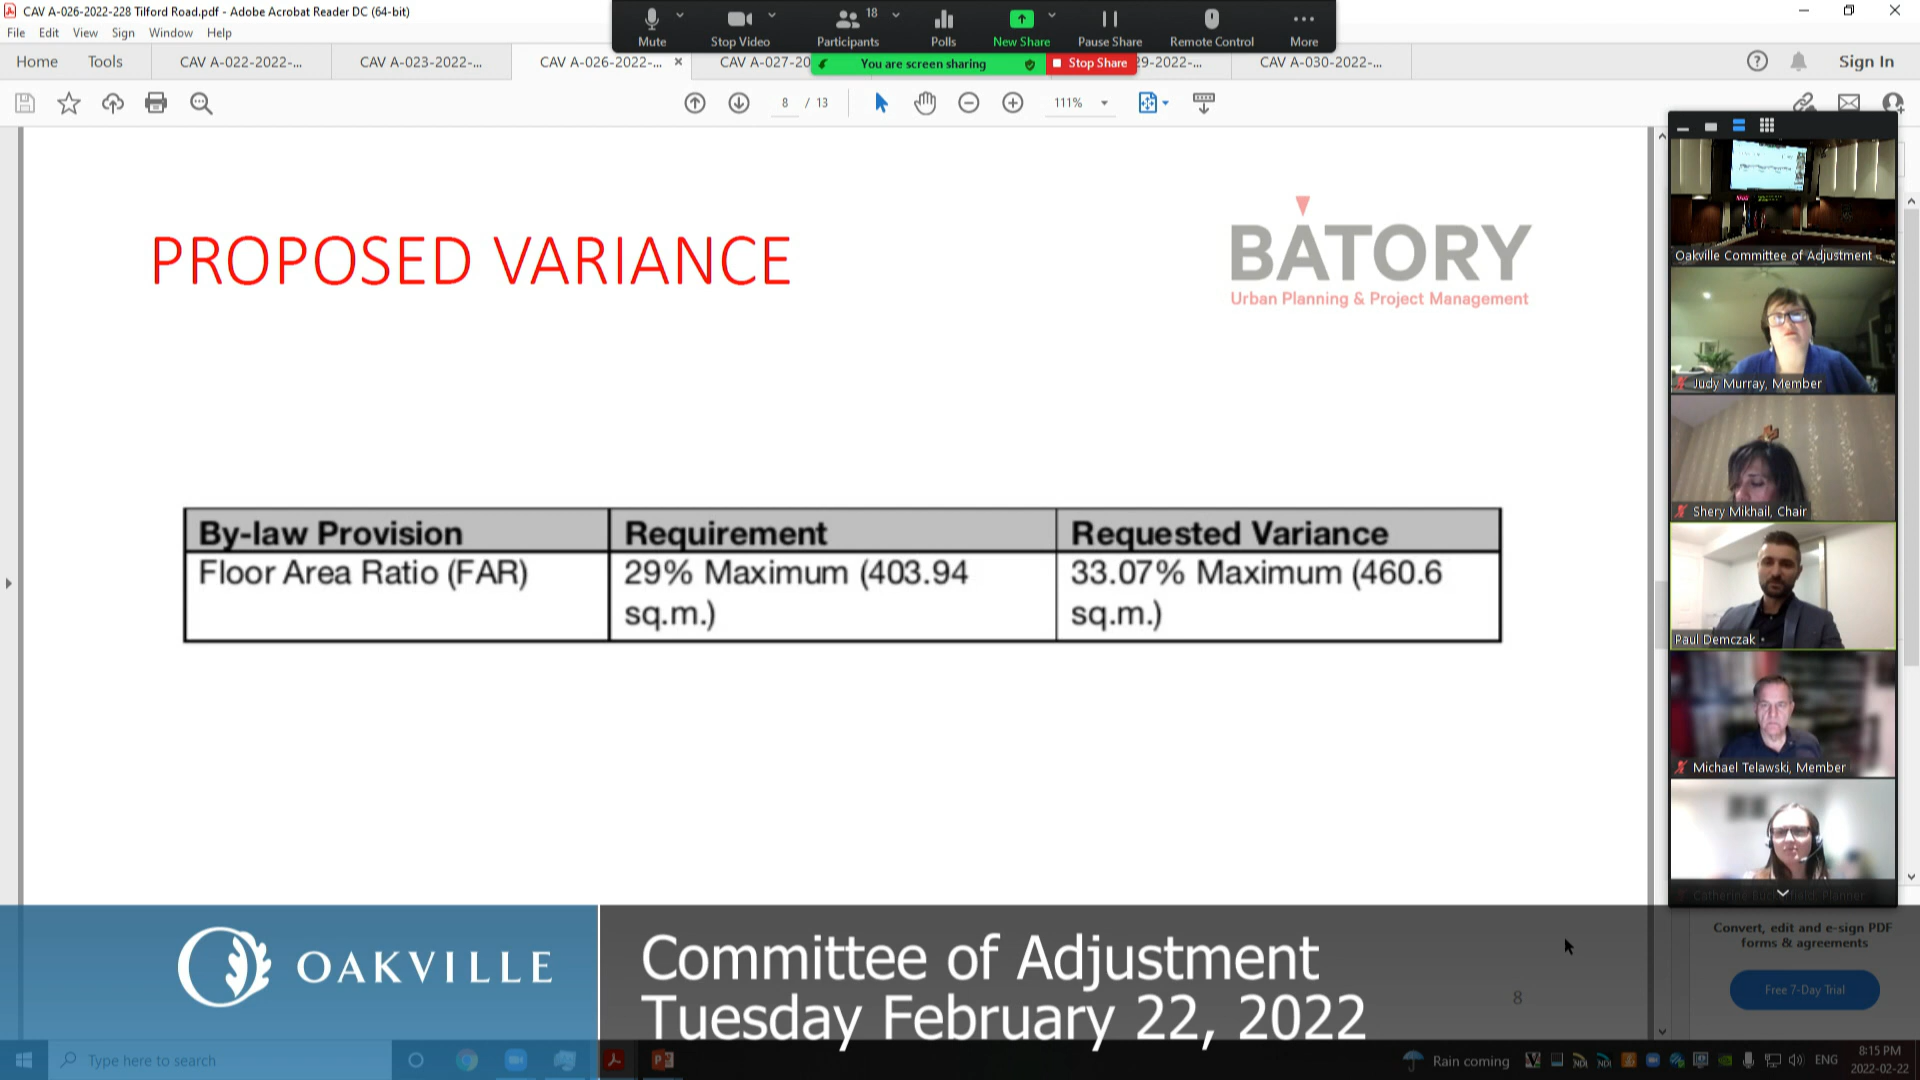 CAV A-026-2022-228 Tilford Road.pdf - Adobe Acrobat Reader DC (64-bit)
File Edit View Sign Window Help
Mute Stop Video Participants 18 Polls New Share Pause Share Remote Control More
You are screen sharing Stop Share
Home Tools CAV A-022-2022-... CAV A-023-2022-... CAV A-026-2022-... CAV A-027-20 29-2022-... CAV A-030-2022-... Sign In
8 / 13 111%
PROPOSED VARIANCE
BATORY
Urban Planning & Project Management
By-law Provision Requirement Requested Variance
Floor Area Ratio (FAR) 29% Maximum (403.94 33.07% Maximum (460.6
sq.m.) sq.m.)
Oakville Committee of Adjustment
Judy Murray, Member
Shery Mikhail, Chair
Paul Demczak
Michael Telawski, Member
Convert, edit and e-sign PDF
forms & agreements
Free 7-Day Trial
8
OAKVILLE
Committee of Adjustment
Tuesday February 22, 2022
Type here to search
Rain coming
ENG
8:15 PM
2022-02-22